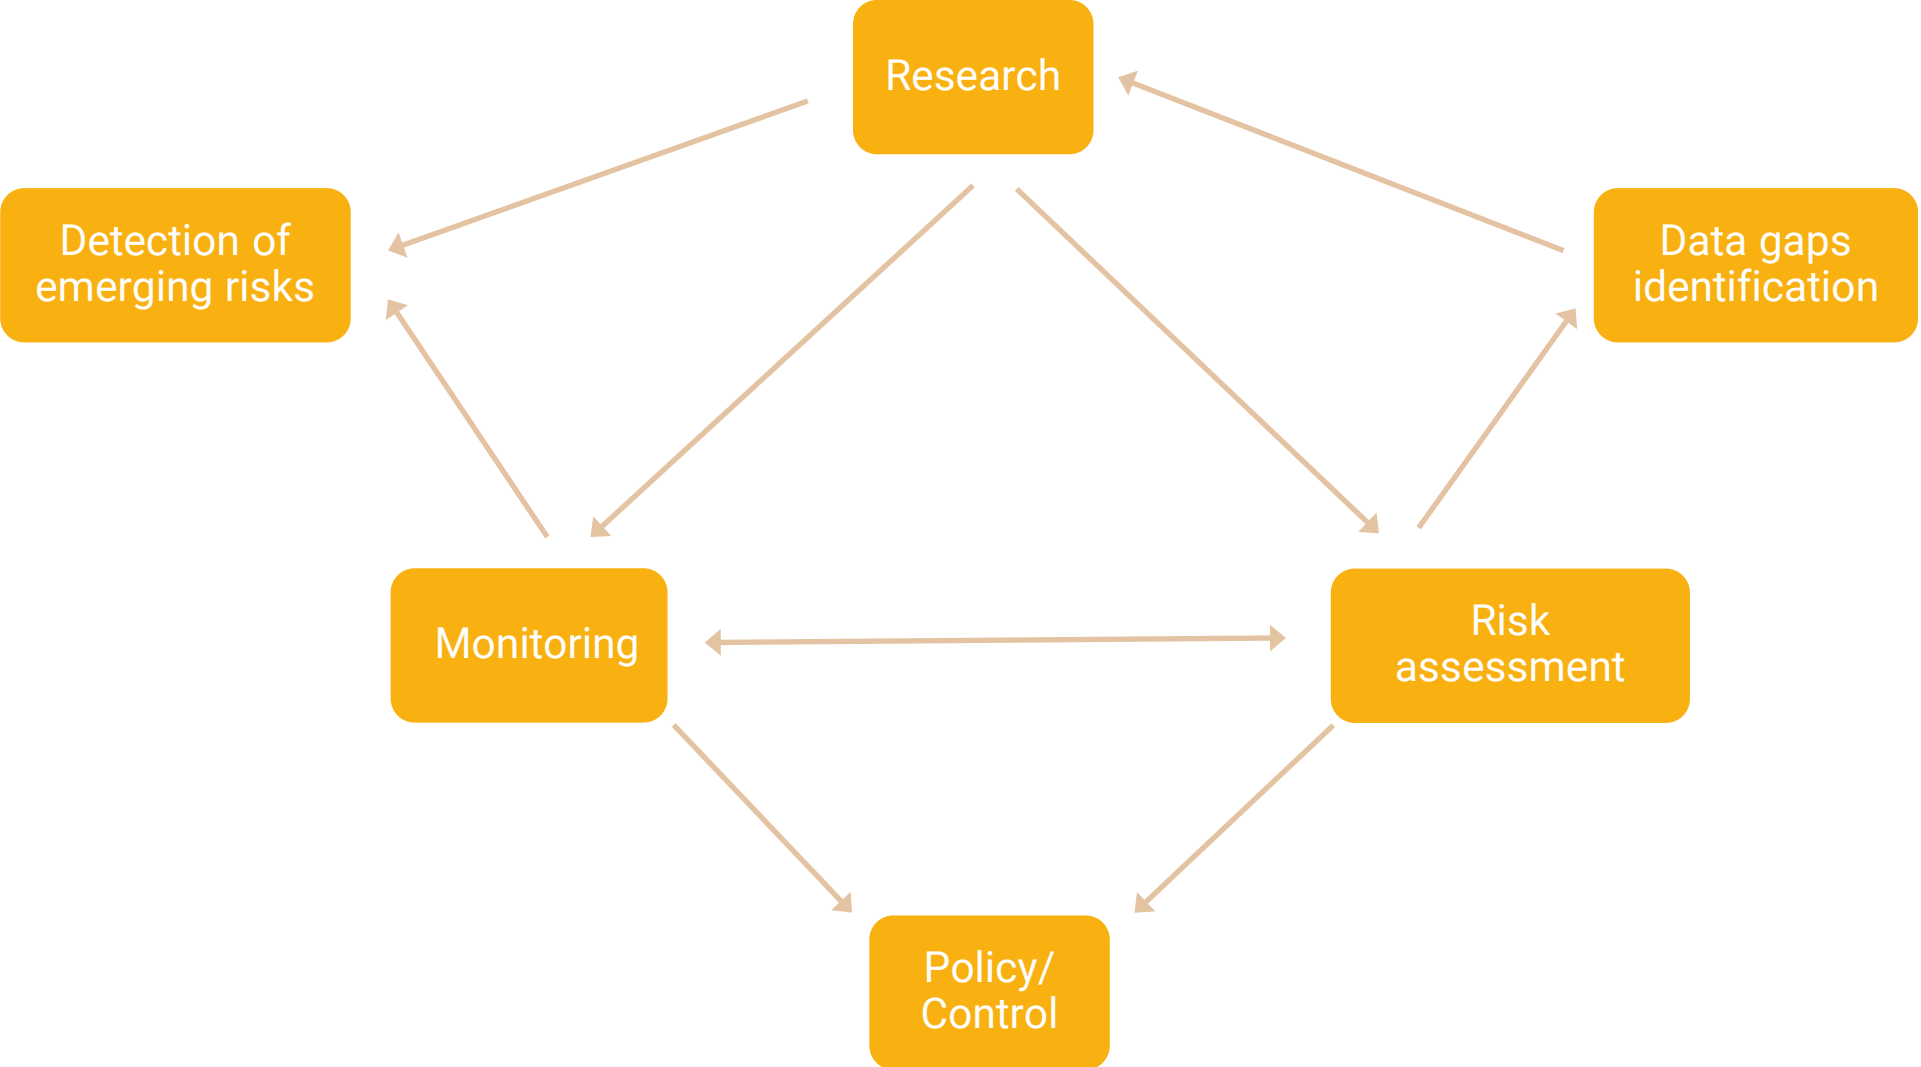 Research
Detection of
emerging risks
Data gaps
identification
Monitoring
Risk
assessment
Policy/
Control